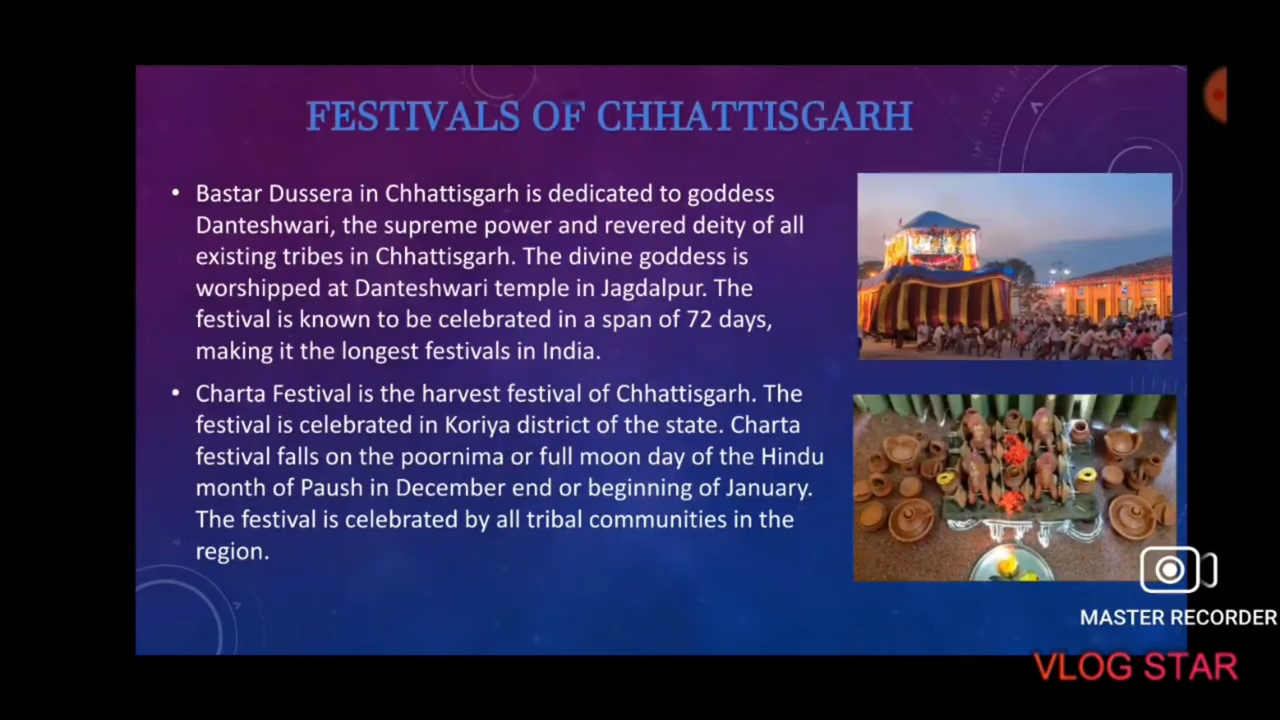 FESTIVALS OF CHHATTISGARH
• Bastar Dussera in Chhattisgarh is dedicated to goddess
Danteshwari, the supreme power and revered deity of all
existing tribes in Chhattisgarh. The divine goddess is
worshipped at Danteshwari temple in Jagdalpur. The
festival is known to be celebrated in a span of 72 days,
making it the longest festivals in India.
• Charta Festival is the harvest festival of Chhattisgarh. The
festival is celebrated in Koriya district of the state. Charta
festival falls on the poornima or full moon day of the Hindu
month of Paush in December end or beginning of January.
The festival is celebrated by all tribal communities in the
region.
MASTER RECORDER
VLOG STAR